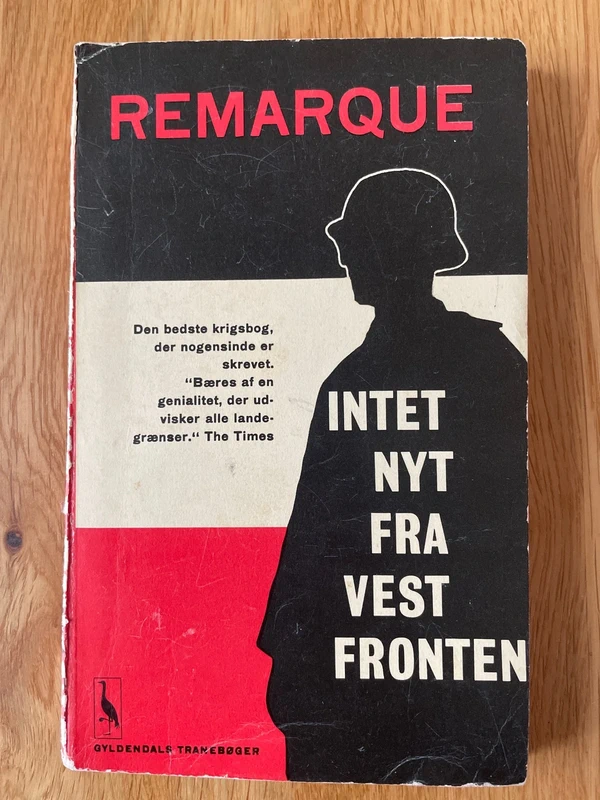 REMARQUE
Den bedste krigsbog,
der nogensinde er
skrevet.
“Bæres af en
genialitet, der ud-
visker alle lande-
grænser.“ The Times
INTET
NYT
FRA
VEST
FRONTEN
GYLDENDALS TRANEBØGER